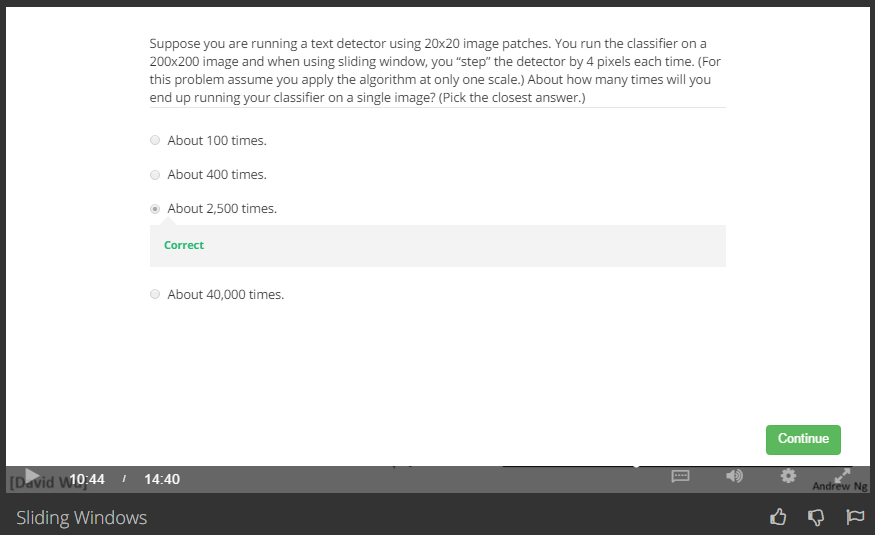 Suppose you are running a text detector using 20x20 image patches. You run the classifier on a
200x200 image and when using sliding window, you “step” the detector by 4 pixels each time. (For
this problem assume you apply the algorithm at only one scale.) About how many times will you
end up running your classifier on a single image? (Pick the closest answer.)
About 100 times.
About 400 times.
About 2,500 times.
Correct
About 40,000 times.
Continue
10:44 / 14:40
Andrew Ng
Sliding Windows